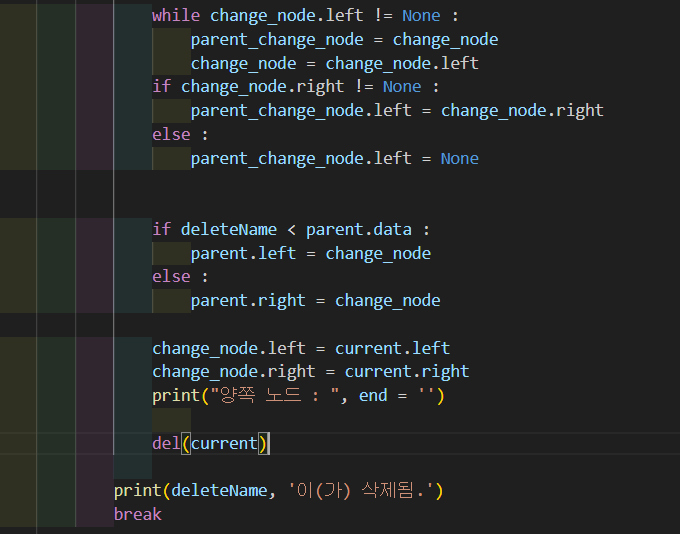 while change_node.left != None :
parent_change_node = change_node
change_node = change_node.left
if change_node.right != None :
parent_change_node.left = change_node.right
else :
parent_change_node.left = None
if deleteName < parent.data :
parent.left = change_node
else :
parent.right = change_node
change_node.left = current.left
change_node.right = current.right
print("양쪽 노드 : ", end = '')
del(current)
print(deleteName, '이(가) 삭제됨.')
break